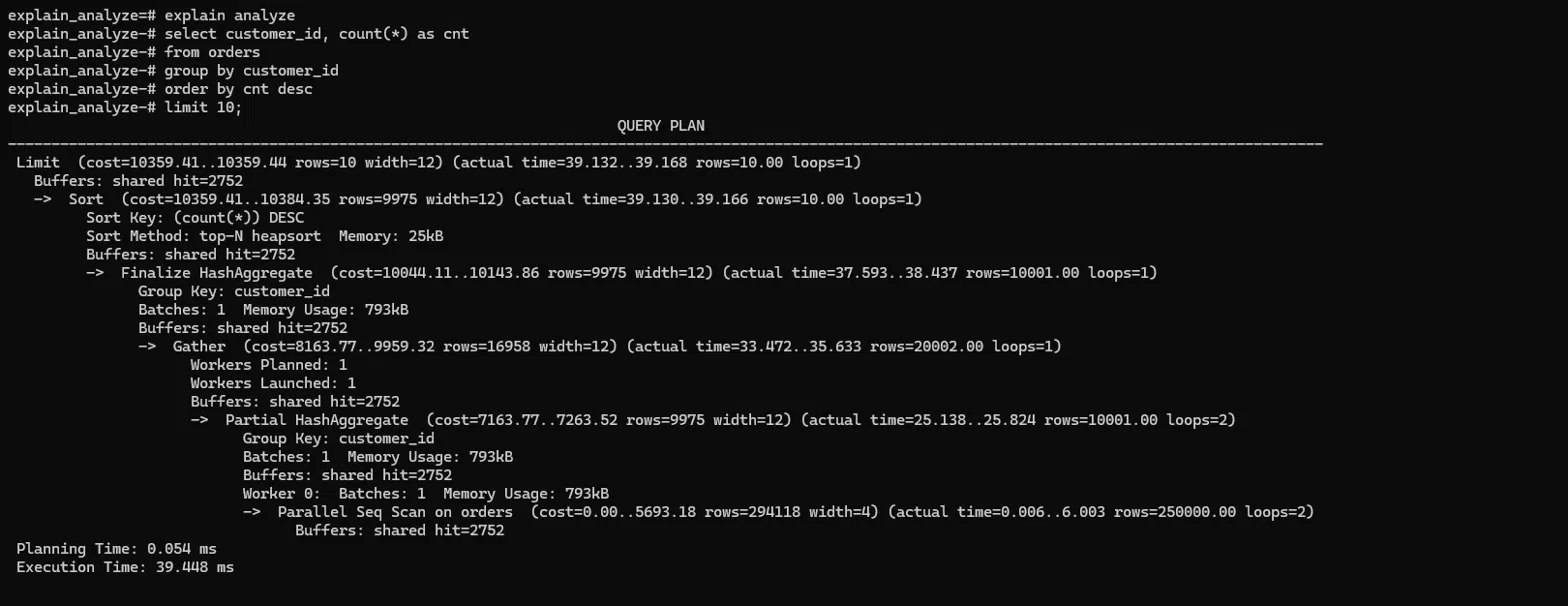 explain_analyze=# explain analyze
explain_analyze-# select customer_id, count(*) as cnt
explain_analyze-# from orders
explain_analyze-# group by customer_id
explain_analyze-# order by cnt desc
explain_analyze-# limit 10;
QUERY PLAN
-------------------------------------------------------------------------------------------------------------------------------------------------------
Limit  (cost=10359.41..10359.44 rows=10 width=12) (actual time=39.132..39.168 rows=10.00 loops=1)
  Buffers: shared hit=2752
  ->  Sort  (cost=10359.41..10384.35 rows=9975 width=12) (actual time=39.130..39.166 rows=10.00 loops=1)
        Sort Key: (count(*)) DESC
        Sort Method: top-N heapsort  Memory: 25kB
        Buffers: shared hit=2752
        ->  Finalize HashAggregate  (cost=10044.11..10143.86 rows=9975 width=12) (actual time=37.593..38.437 rows=10001.00 loops=1)
              Group Key: customer_id
              Batches: 1  Memory Usage: 793kB
              Buffers: shared hit=2752
              ->  Gather  (cost=8163.77..9959.32 rows=16958 width=12) (actual time=33.472..35.633 rows=20002.00 loops=1)
                    Workers Planned: 1
                    Workers Launched: 1
                    Buffers: shared hit=2752
                    ->  Partial HashAggregate  (cost=7163.77..7263.52 rows=9975 width=12) (actual time=25.138..25.824 rows=10001.00 loops=2)
                          Group Key: customer_id
                          Batches: 1  Memory Usage: 793kB
                          Buffers: shared hit=2752
                          Worker 0:  Batches: 1  Memory Usage: 793kB
                          ->  Parallel Seq Scan on orders  (cost=0.00..5693.18 rows=294118 width=4) (actual time=0.006..6.003 rows=250000.00 loops=2)
                                Buffers: shared hit=2752
Planning Time: 0.054 ms
Execution Time: 39.448 ms